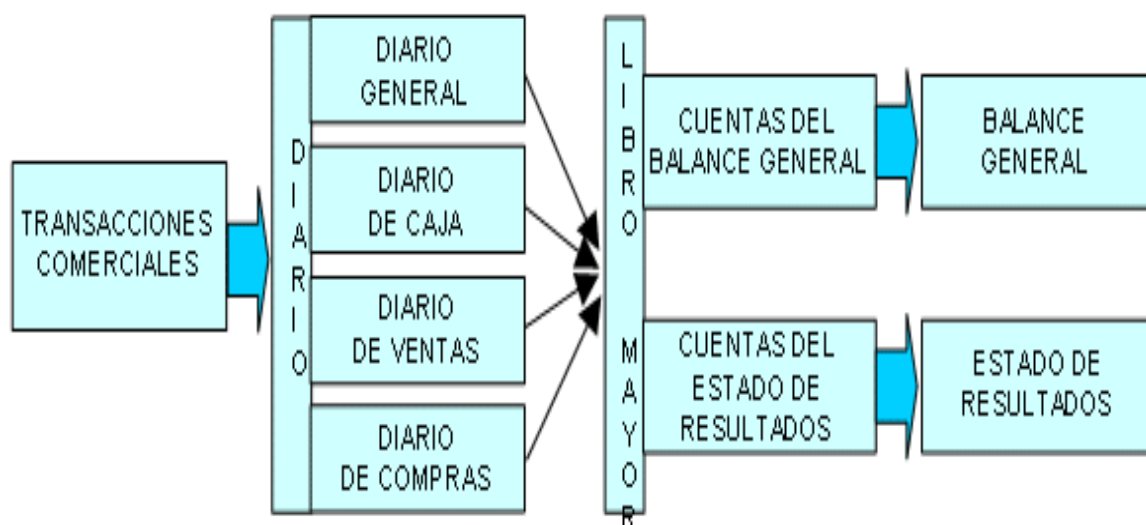 TRANSACCIONES
COMERCIALES
DIARIO
DIARIO
GENERAL
DIARIO
DE CAJA
DIARIO
DE VENTAS
DIARIO
DE COMPRAS
LIBRO MAYOR
CUENTAS DEL
BALANCE GENERAL
BALANCE
GENERAL
CUENTAS DEL
ESTADO DE
RESULTADOS
ESTADO DE
RESULTADOS